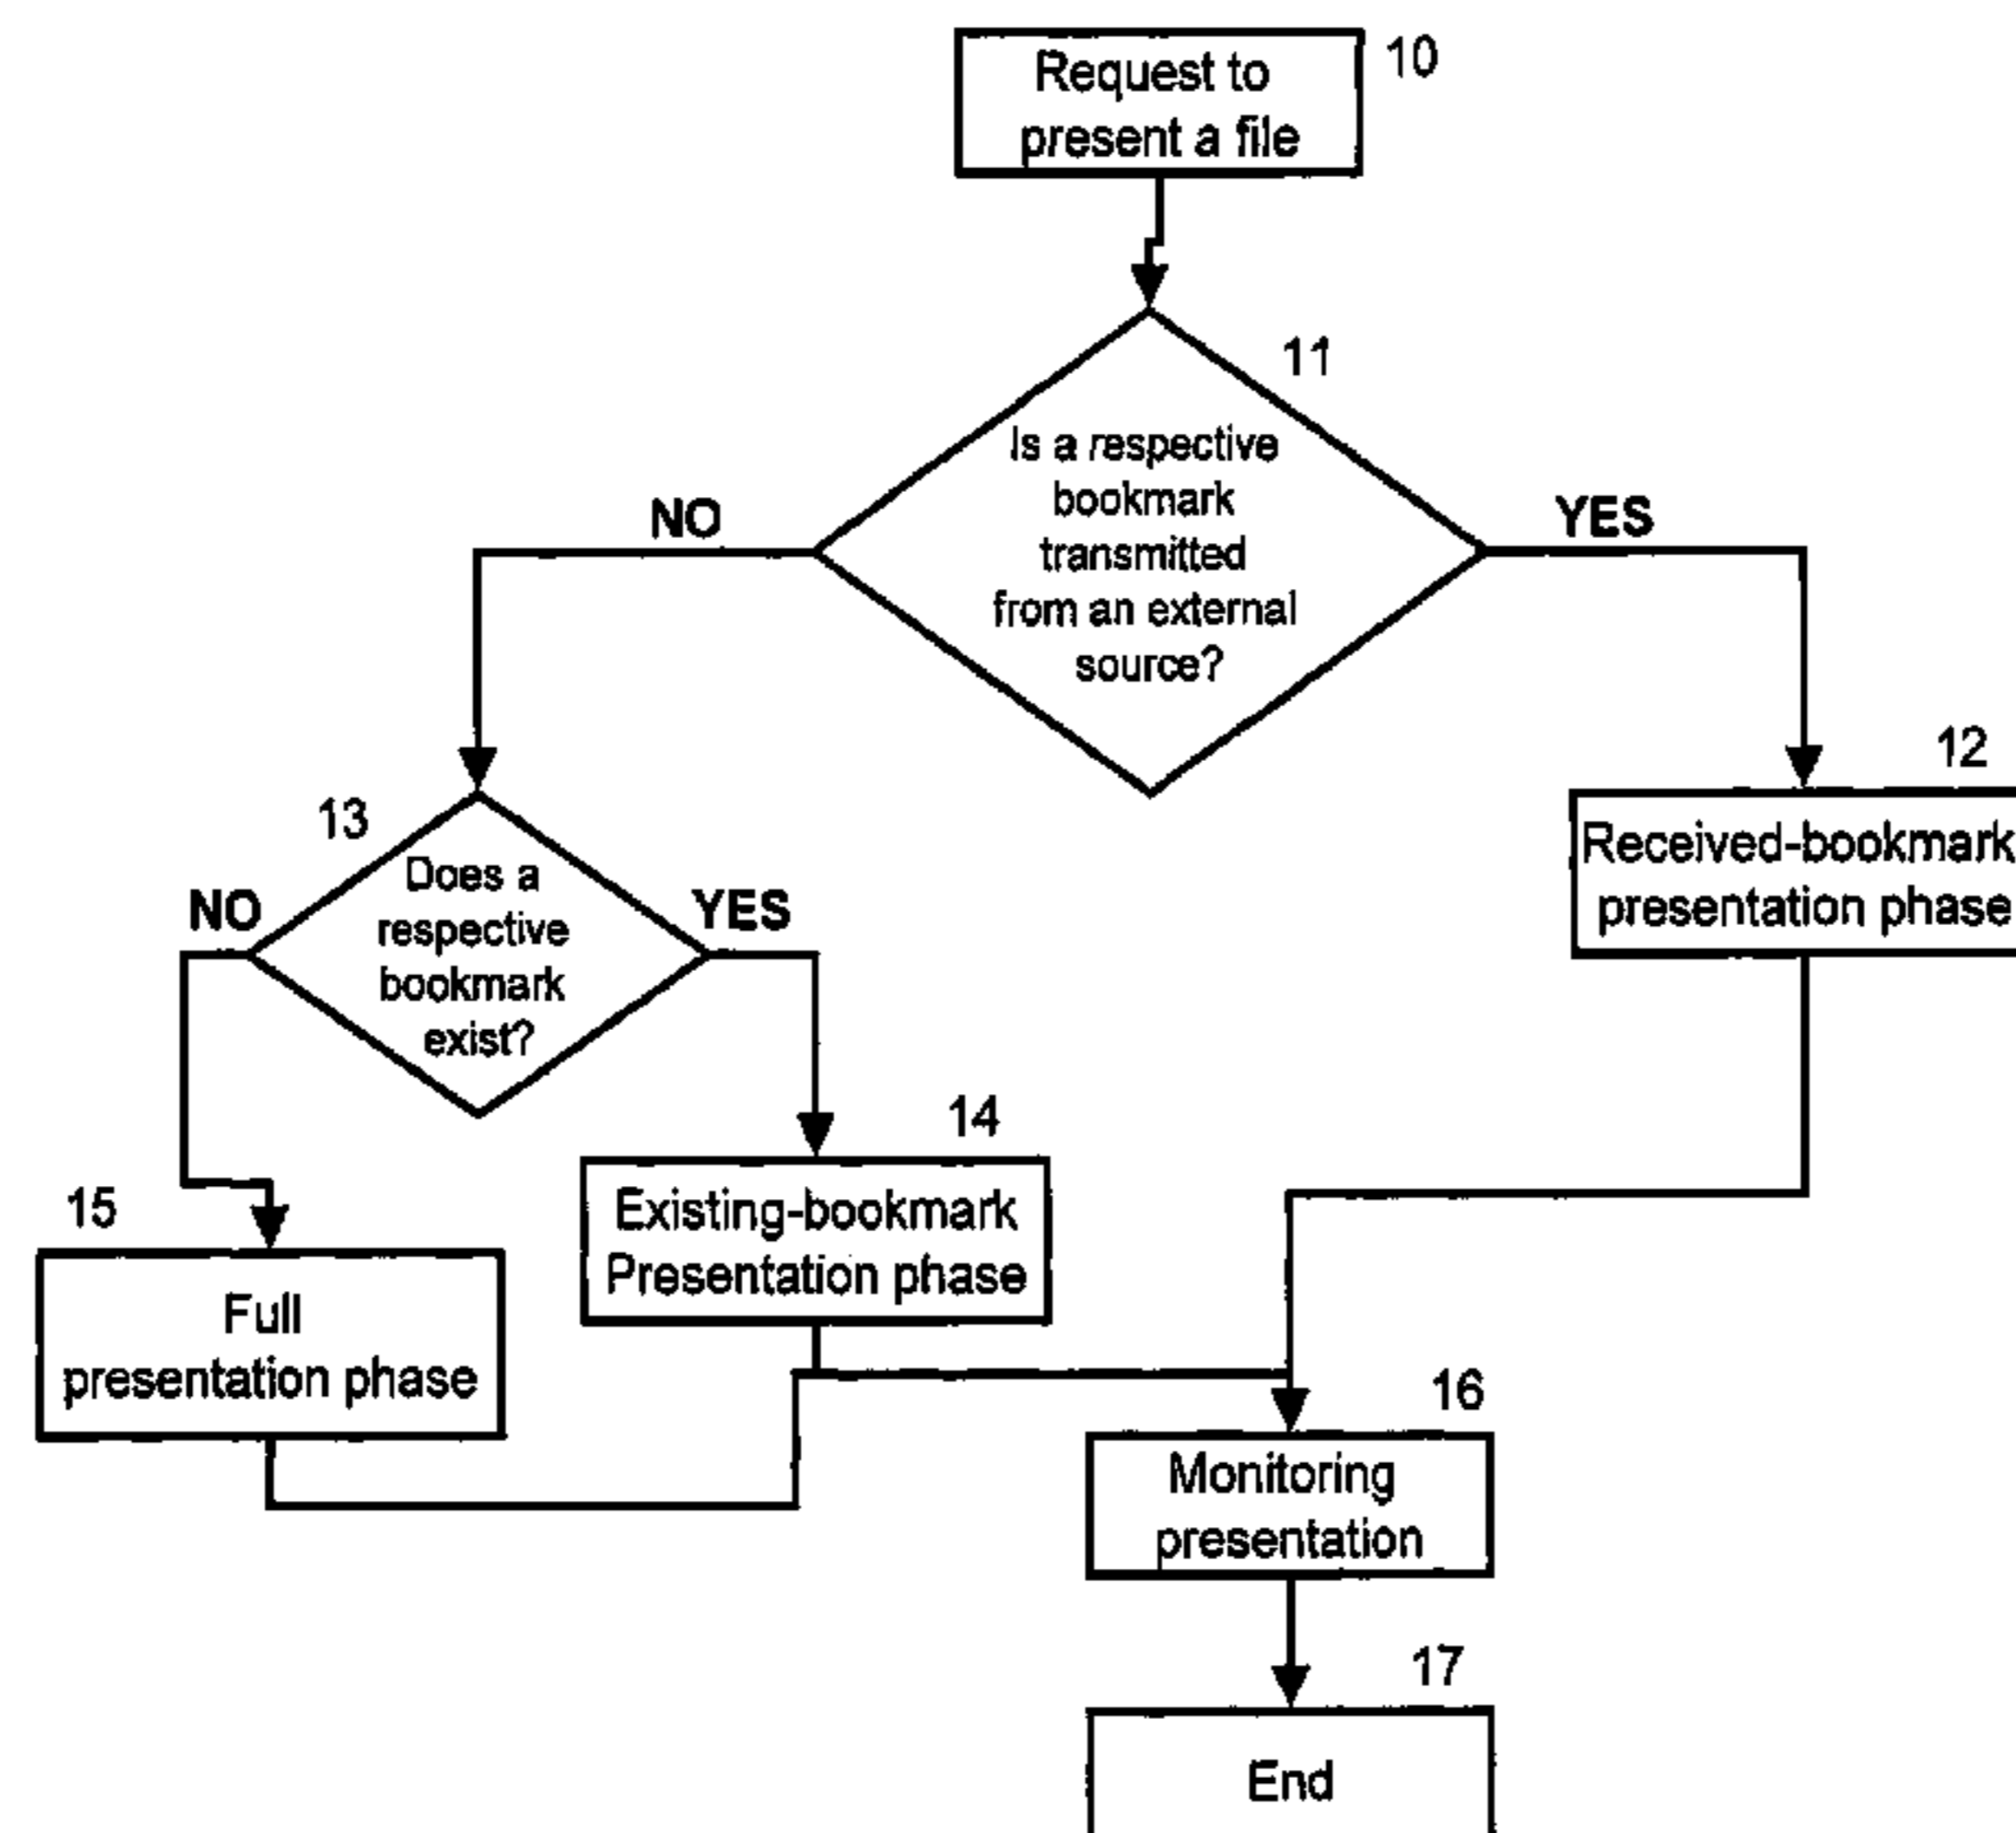 Request to
present a file
10
11
Is a respective
bookmark
transmitted
from an external
source?
NO
YES
12
Received-bookmark
presentation phase
13
Does a
respective
bookmark
exist?
NO
YES
14
Existing-bookmark
Presentation phase
15
Full
presentation phase
16
Monitoring
presentation
17
End